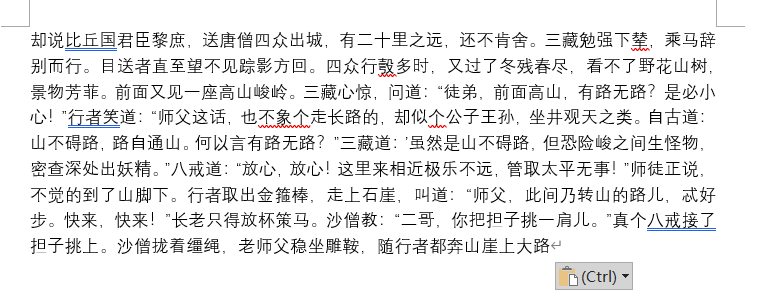 却说比丘国君臣黎庶，送唐僧四众出城，有二十里之远，还不肯舍。三藏勉强下辇，乘马辞
别而行。目送者直至望不见踪影方回。四众行彀多时，又过了冬残春尽，看不了野花山树，
景物芳菲。前面又见一座高山峻岭。三藏心惊，问道：“徒弟，前面高山，有路无路？是必小
心！”行者笑道：“师父这话，也不象个走长路的，却似个公子王孙，坐井观天之类。自古道：
山不碍路，路自通山。何以言有路无路？”三藏道：’虽然是山不碍路，但恐险峻之间生怪物，
密查深处出妖精。”八戒道：“放心，放心！这里来相近极乐不远，管取太平无事！”师徒正说，
不觉的到了山脚下。行者取出金箍棒，走上石崖，叫道：“师父，此间乃转山的路儿，忒好
步。快来，快来！”长老只得放杯策马。沙僧教：“二哥，你把担子挑一肩儿。”真个八戒接了
担子挑上。沙僧拢着缰绳，老师父稳坐雕鞍，随行者都奔山崖上大路
(Ctrl)